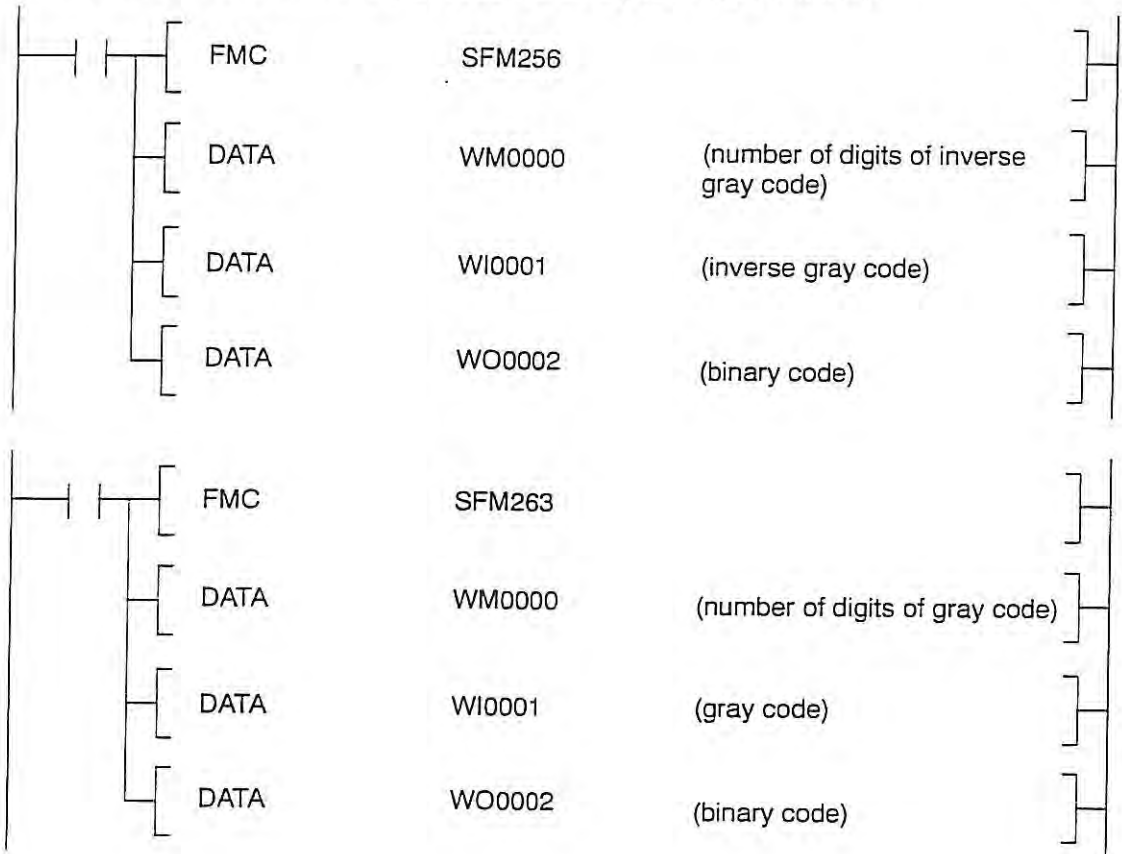 FMC SFM256
DATA WM0000 (number of digits of inverse
gray code)
DATA WI0001 (inverse gray code)
DATA WO0002 (binary code)
FMC SFM263
DATA WM0000 (number of digits of gray code)
DATA WI0001 (gray code)
DATA WO0002 (binary code)